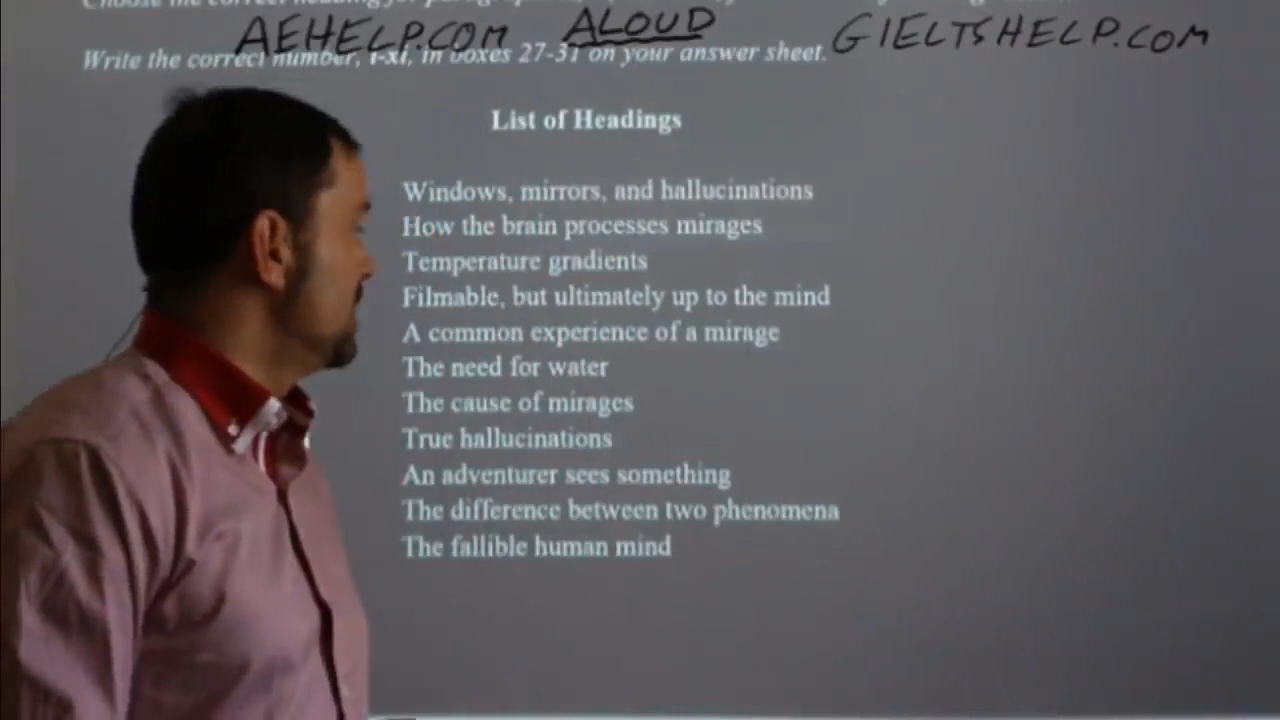 AEHELP.COM ALOUD GIELTSHELP.COM
Write the correct number, i-xi, in boxes 27-31 on your answer sheet.
List of Headings
Windows, mirrors, and hallucinations
How the brain processes mirages
Temperature gradients
Filmable, but ultimately up to the mind
A common experience of a mirage
The need for water
The cause of mirages
True hallucinations
An adventurer sees something
The difference between two phenomena
The fallible human mind